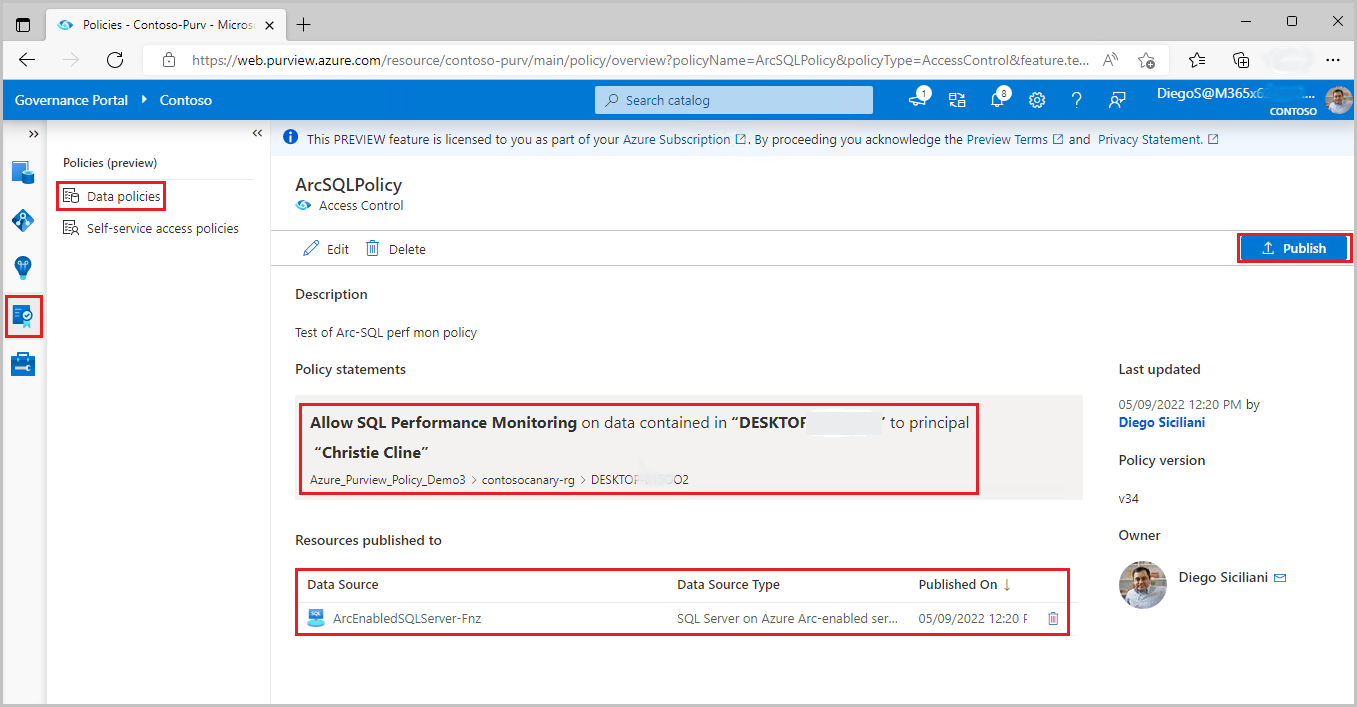 Policies - Contoso-Purv - Micros
https://web.purview.azure.com/resource/contoso-purv/main/policy/overview?policyName=ArcSQLPolicy&policyType=AccessControl&feature.te...
Governance Portal Contoso
Search catalog
1
8
DiegoS@M365x
CONTOSO
Policies (preview)
Data policies
Self-service access policies
This PREVIEW feature is licensed to you as part of your Azure Subscription. By proceeding you acknowledge the Preview Terms and Privacy Statement.
ArcSQLPolicy
Access Control
Edit Delete
Publish
Description
Test of Arc-SQL perf mon policy
Policy statements
Allow SQL Performance Monitoring on data contained in “DESKTOP ” to principal
“Christie Cline”
Azure_Purview_Policy_Demo3 > contosocanary-rg > DESKTOP
Resources published to
Data Source Data Source Type Published On ↓
SQL
ArcEnabledSQLServer-Fnz SQL Server on Azure Arc-enabled ser... 05/09/2022 12:20 P
Last updated
05/09/2022 12:20 PM by
Diego Siciliani
Policy version
v34
Owner
Diego Siciliani